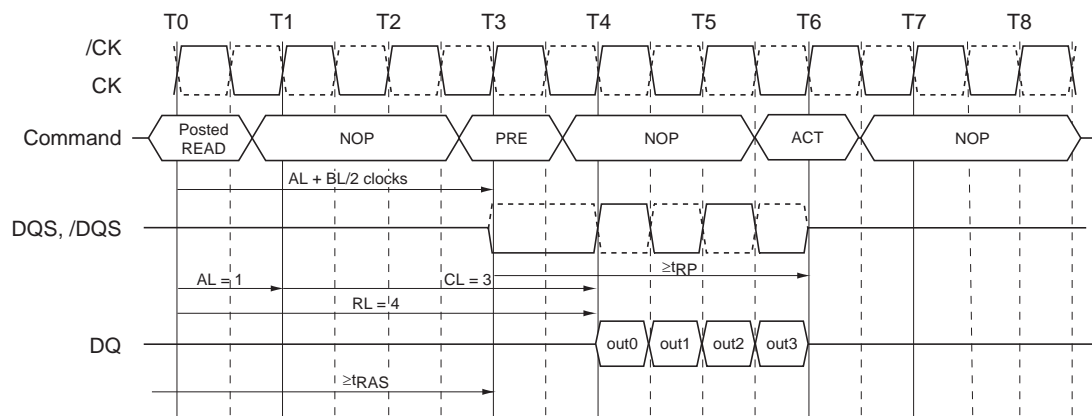 T0 T1 T2 T3 T4 T5 T6 T7 T8
/CK
CK
Command
Posted
READ
NOP
PRE
NOP
ACT
NOP
AL + BL/2 clocks
DQS, /DQS
≥tRP
AL = 1
CL = 3
RL = 4
DQ
out0 out1 out2 out3
≥tRAS